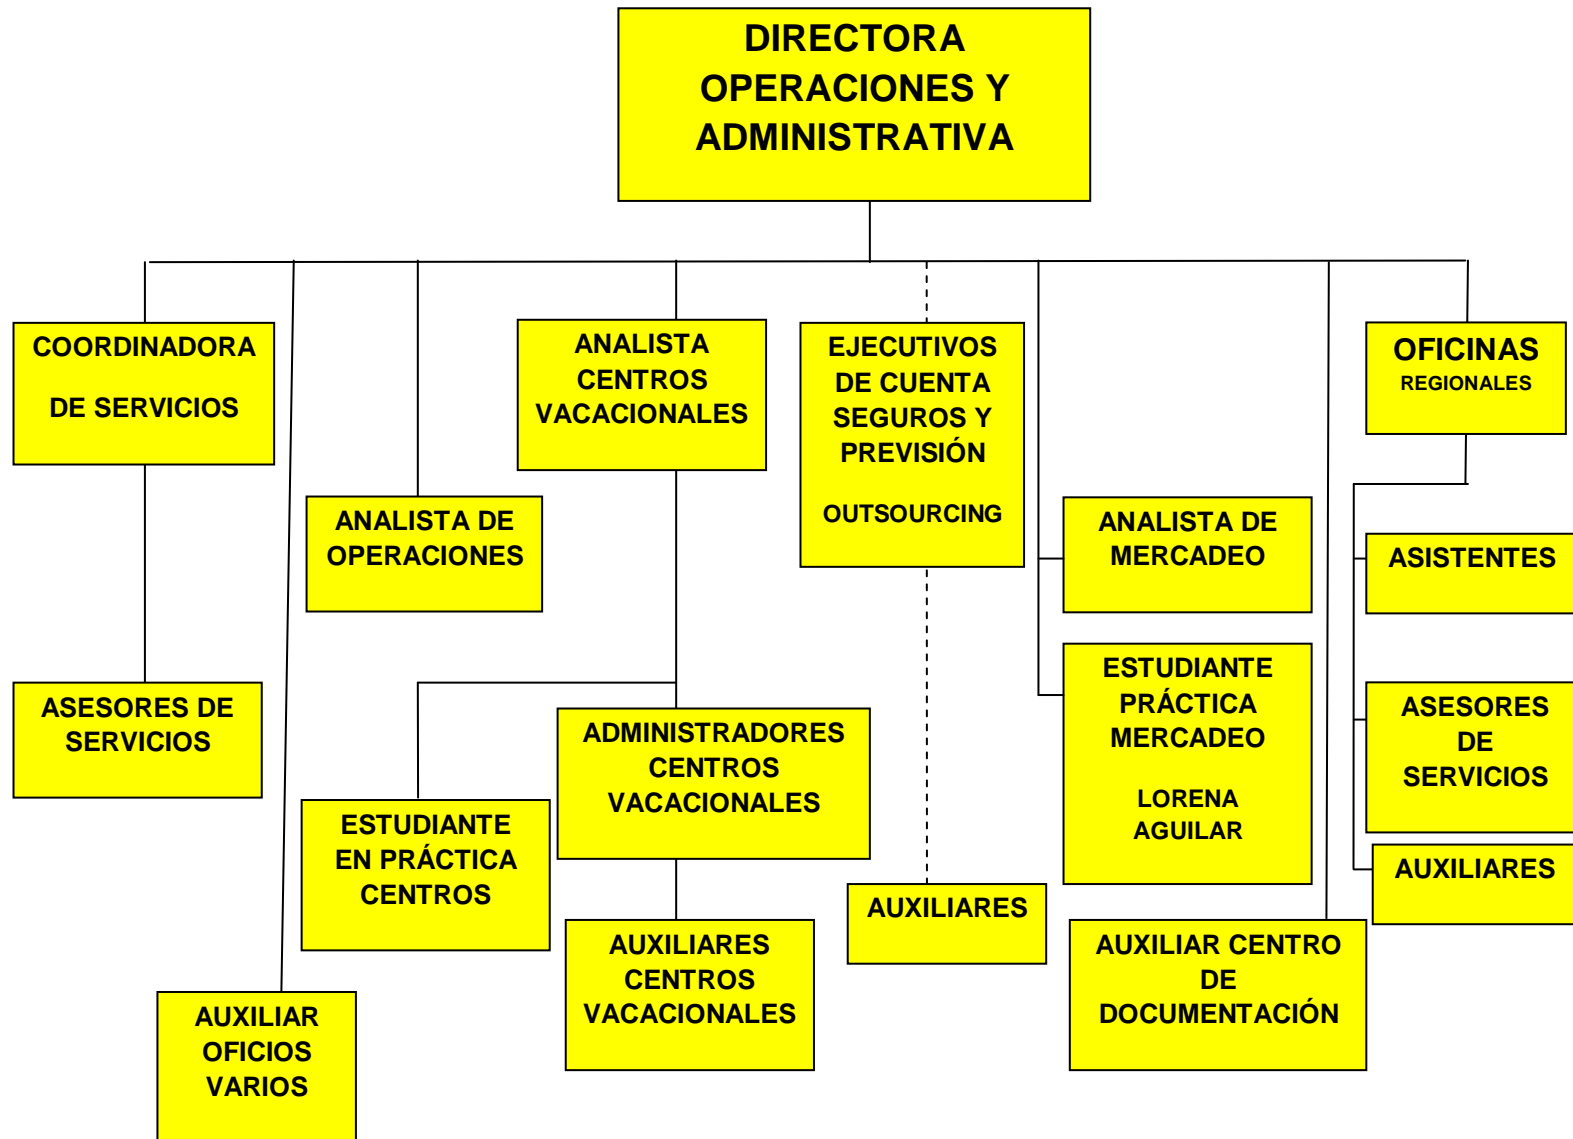 DIRECTORA
OPERACIONES Y
ADMINISTRATIVA
COORDINADORA
DE SERVICIOS
ANALISTA
CENTROS
VACACIONALES
EJECUTIVOS
DE CUENTA
SEGUROS Y
PREVISIÓN
OUTSOURCING
OFICINAS
REGIONALES
ANALISTA DE
OPERACIONES
ANALISTA DE
MERCADEO
ASISTENTES
ASESORES DE
SERVICIOS
ADMINISTRADORES
CENTROS
VACACIONALES
ESTUDIANTE
PRÁCTICA
MERCADEO
LORENA
AGUILAR
ASESORES
DE
SERVICIOS
ESTUDIANTE
EN PRÁCTICA
CENTROS
AUXILIARES
AUXILIARES
AUXILIARES
CENTROS
VACACIONALES
AUXILIAR CENTRO
DE
DOCUMENTACIÓN
AUXILIAR
OFICIOS
VARIOS